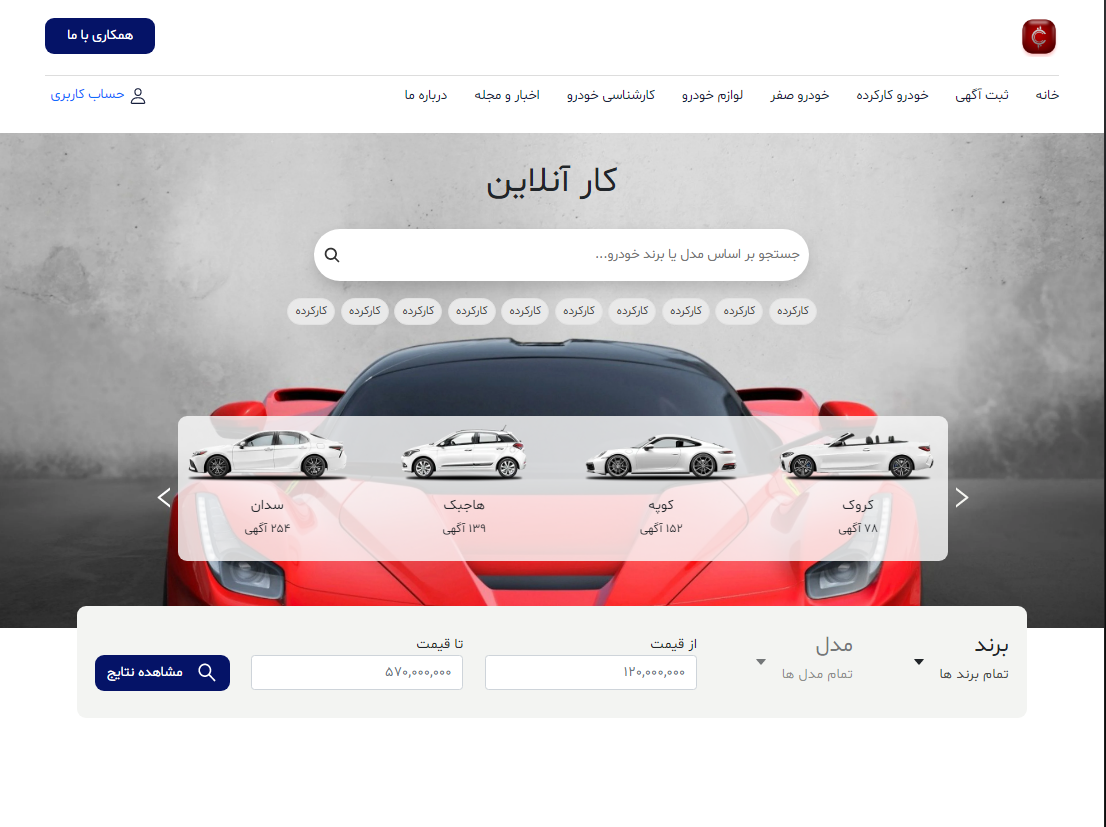 همکاری با ما
خانه
ثبت آگهی
خودرو کارکرده
خودرو صفر
لوازم خودرو
کارشناسی خودرو
اخبار و مجله
درباره ما
حساب کاربری
کار آنلاین
جستجو بر اساس مدل یا برند خودرو...
کارکرده
کارکرده
کارکرده
کارکرده
کارکرده
کارکرده
کارکرده
کارکرده
کارکرده
کارکرده
کروک
۷۸ آگهی
کوپه
۱۵۲ آگهی
هاچبک
۱۳۹ آگهی
سدان
۲۵۴ آگهی
برند
تمام برند ها
مدل
تمام مدل ها
از قیمت
۱۲۰,۰۰۰,۰۰۰
تا قیمت
۵۷۰,۰۰۰,۰۰۰
مشاهده نتایج